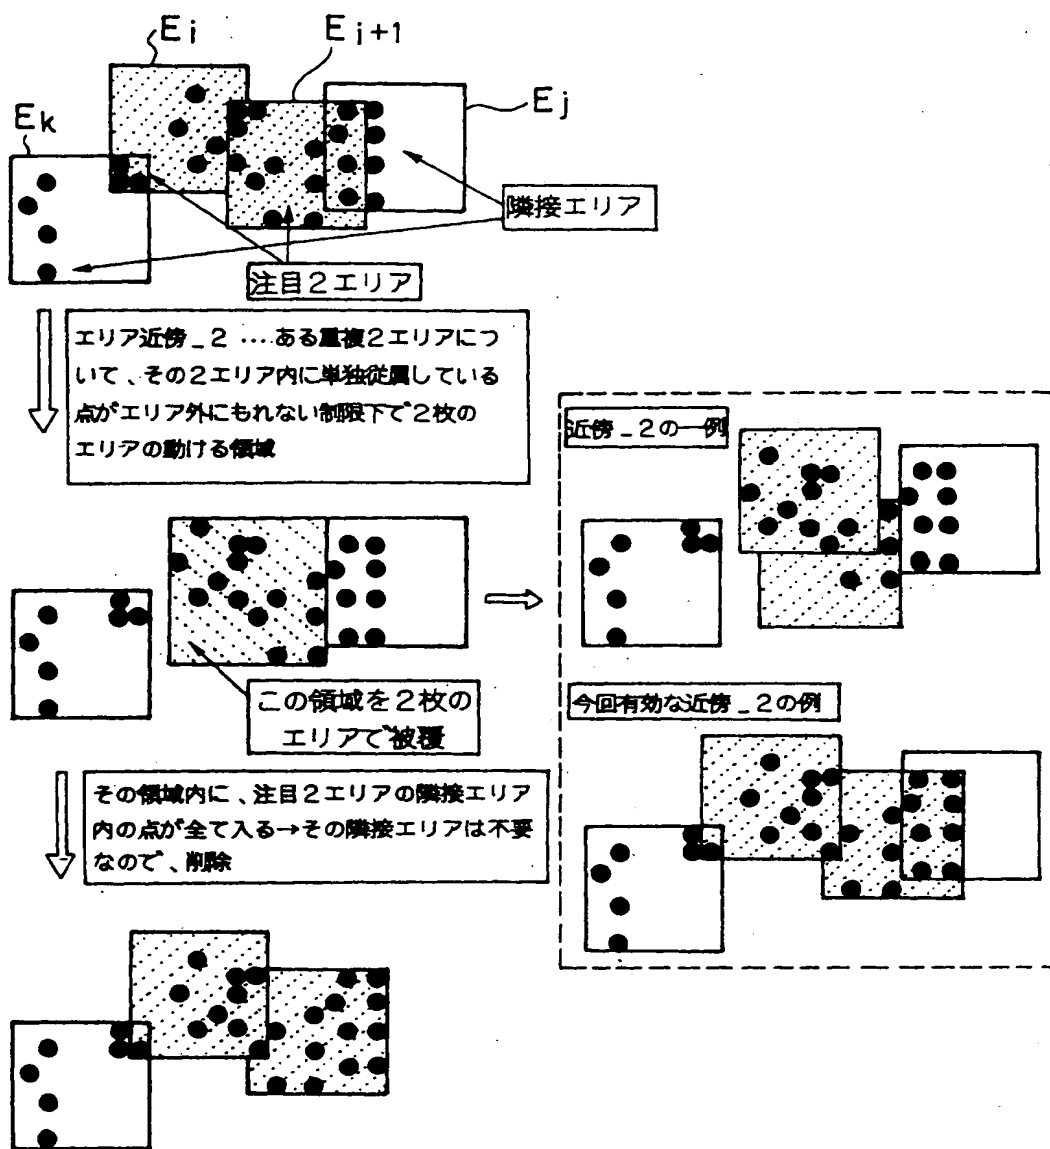 Ei
Ei+1
Ej
Ek
隣接エリア
注目2エリア
エリア近傍_2 …ある重複2エリアにつ
いて、その2エリア内に単独従属している
点がエリア外にもれない制限下で2枚の
エリアの動ける領域
近傍_2の一例
この領域を2枚の
エリアで被覆
今回有効な近傍_2の例
その領域内に、注目2エリアの隣接エリア
内の点が全て入る→その隣接エリアは不要
なので、削除